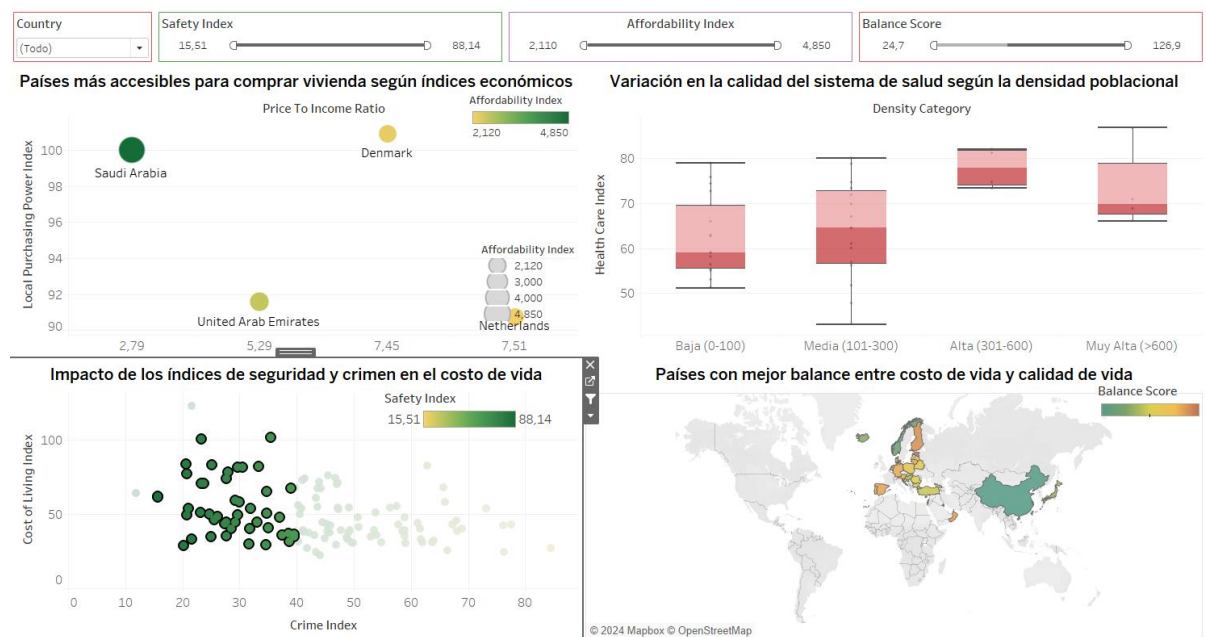 Country
(Todo)
Safety Index
15,51 88,14
Affordability Index
2,110 4,850
Balance Score
24,7 126,9
Países más accesibles para comprar vivienda según índices económicos
Price To Income Ratio
Affordability Index
2,120 4,850
Local Purchasing Power Index
100
98
96
94
92
90
Saudi Arabia
Denmark
United Arab Emirates
Netherlands
Affordability Index
2,120
3,000
4,000
4,850
2,79 5,29 7,45 7,51
Variación en la calidad del sistema de salud según la densidad poblacional
Density Category
Health Care Index
80
70
60
50
Baja (0-100) Media (101-300) Alta (301-600) Muy Alta (>600)
Impacto de los índices de seguridad y crimen en el costo de vida
Safety Index
15,51 88,14
Cost of Living Index
100
50
0
0 10 20 30 40 50 60 70 80
Crime Index
Países con mejor balance entre costo de vida y calidad de vida
Balance Score
© 2024 Mapbox © OpenStreetMap